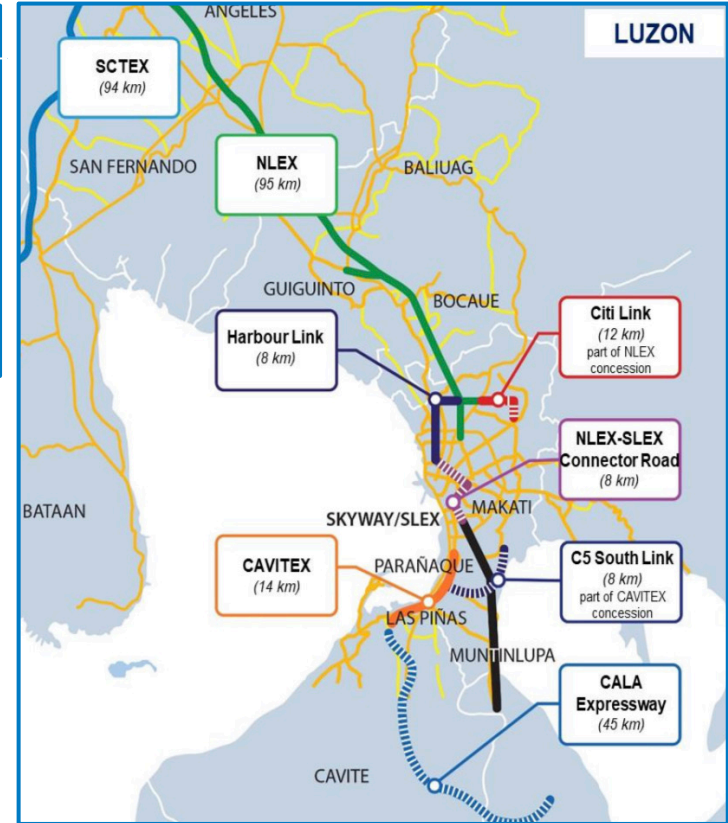 ANGELES
LUZON
SCTEX
(94 km)
SAN FERNANDO
NLEX
(95 km)
BALIUAG
GUIGUINTO
BOCAUE
Harbour Link
(8 km)
Citi Link
(12 km)
part of NLEX
concession
NLEX-SLEX
Connector Road
(8 km)
BATAAN
SKYWAY/SLEX
MAKATI
CAVITEX
(14 km)
PARAÑAQUE
C5 South Link
(8 km)
part of CAVITEX
concession
LAS PIÑAS
MUNTINLUPA
CALA
Expressway
(45 km)
CAVITE